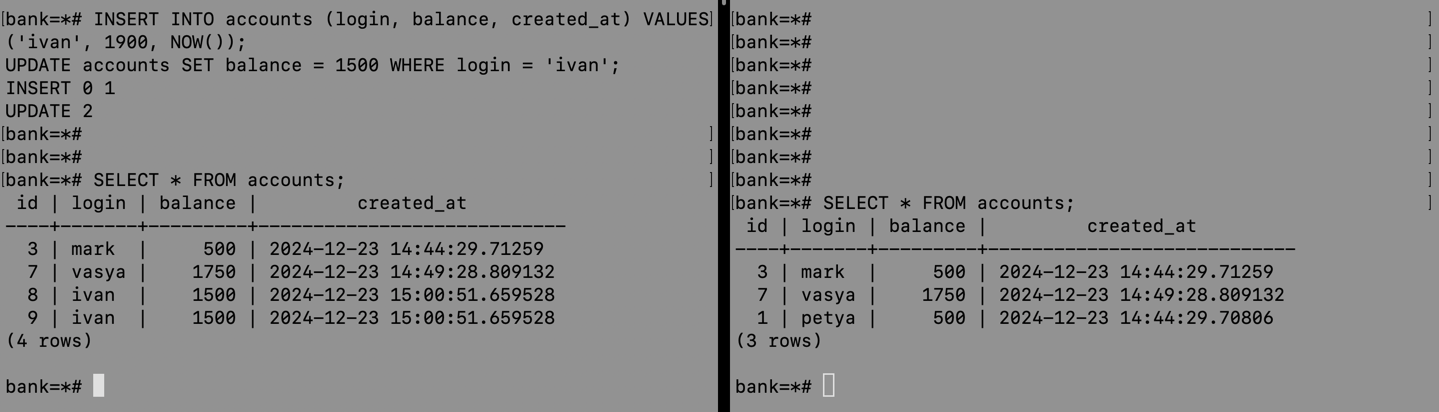 [bank=*# INSERT INTO accounts (login, balance, created_at) VALUES]
('ivan', 1900, NOW());
UPDATE accounts SET balance = 1500 WHERE login = 'ivan';
INSERT 0 1
UPDATE 2
[bank=*# ]
[bank=*# ]
[bank=*# SELECT * FROM accounts; ]
 id | login | balance |         created_at
----+-------+---------+----------------------------
  3 | mark  |     500 | 2024-12-23 14:44:29.71259
  7 | vasya |    1750 | 2024-12-23 14:49:28.809132
  8 | ivan  |    1500 | 2024-12-23 15:00:51.659528
  9 | ivan  |    1500 | 2024-12-23 15:00:51.659528
(4 rows)
bank=*#
[bank=*# ]
[bank=*# ]
[bank=*# ]
[bank=*# ]
[bank=*# ]
[bank=*# ]
[bank=*# ]
[bank=*# ]
[bank=*# SELECT * FROM accounts; ]
 id | login | balance |         created_at
----+-------+---------+----------------------------
  3 | mark  |     500 | 2024-12-23 14:44:29.71259
  7 | vasya |    1750 | 2024-12-23 14:49:28.809132
  1 | petya |     500 | 2024-12-23 14:44:29.70806
(3 rows)
bank=*#